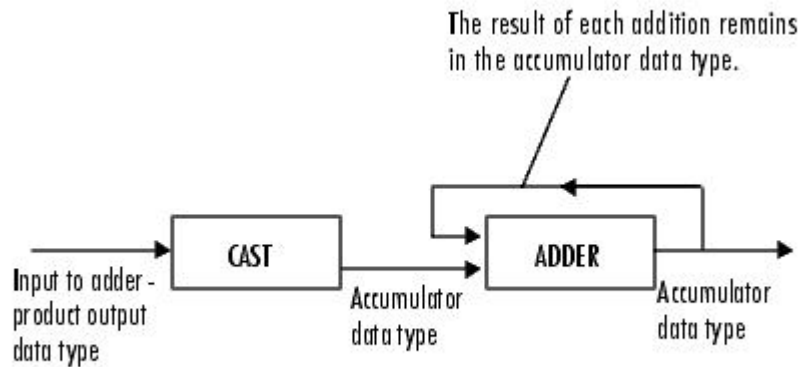 The result of each addition remains
in the accumulator data type.
CAST
ADDER
Input to adder -
product output
data type
Accumulator
data type
Accumulator
data type